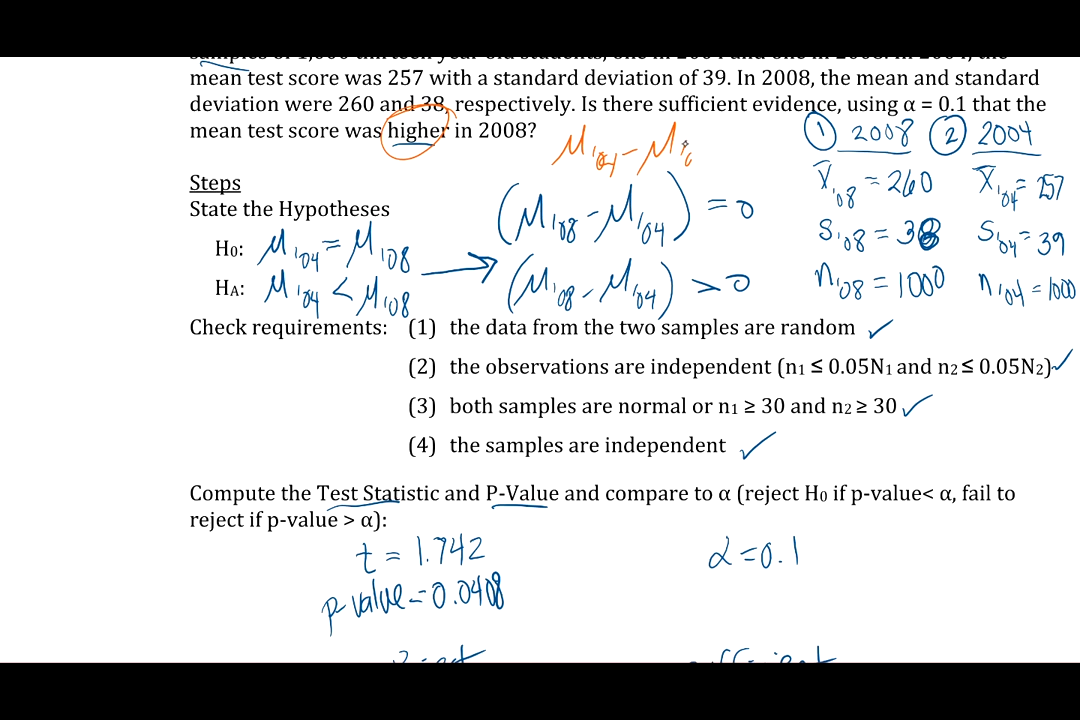 mean test score was 257 with a standard deviation of 39. In 2008, the mean and standard
deviation were 260 and 38, respectively. Is there sufficient evidence, using α = 0.1 that the
mean test score was higher in 2008?
μ'04 - μ'
① 2008 ② 2004
x̄'08 = 260 x̄'04 = 257
S'08 = 38 S'04 = 39
n'08 = 1000 n'04 = 1000
Steps
State the Hypotheses
H0: μ'04 = μ'08 (μ'08 - μ'04) = 0
HA: μ'04 < μ'08 → (μ'08 - μ'04) > 0
Check requirements: (1) the data from the two samples are random ✓
(2) the observations are independent (n1 ≤ 0.05N1 and n2 ≤ 0.05N2) ✓
(3) both samples are normal or n1 ≥ 30 and n2 ≥ 30 ✓
(4) the samples are independent ✓
Compute the Test Statistic and P-Value and compare to α (reject H0 if p-value< α, fail to
reject if p-value > α):
t = 1.742 α = 0.1
p-value = 0.0408